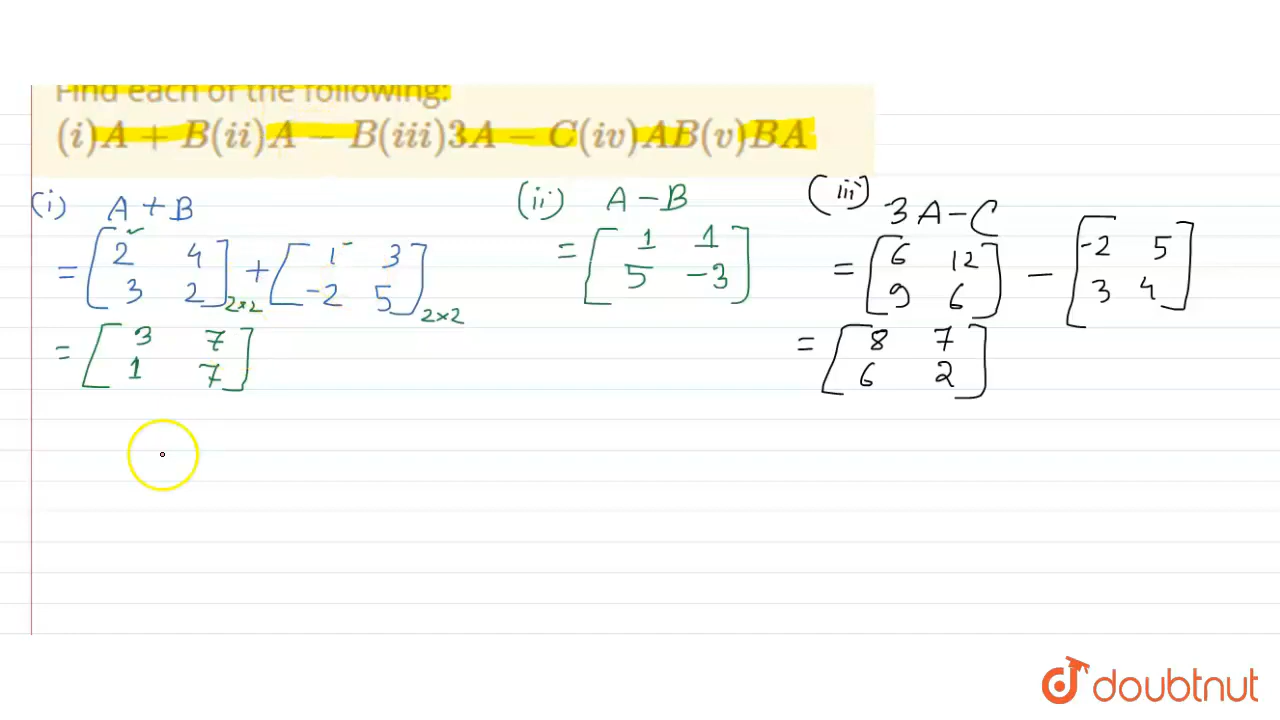 Find each of the following:
(i)A + B(ii)A − B(iii)3A − C(iv)AB(v)BA
(i) A + B
= [2 4
3 2]2×2 + [1 3
-2 5]2×2
= [3 7
1 7]
(ii) A − B
= [1 1
5 −3]
(iii) 3A − C
= [6 12
9 6] − [-2 5
3 4]
= [8 7
6 2]
doubtnut